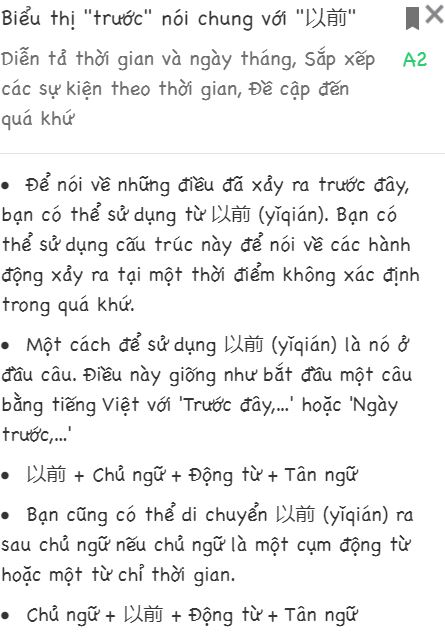 Biểu thị "trước" nói chung với "以前"
Diễn tả thời gian và ngày tháng, Sắp xếp
A2
các sự kiện theo thời gian, Đề cập đến
quá khứ
• Để nói về những điều đã xảy ra trước đây,
bạn có thể sử dụng từ 以前 (yǐqián). Bạn có
thể sử dụng cấu trúc này để nói về các hành
động xảy ra tại một thời điểm không xác định
trong quá khứ.
• Một cách để sử dụng 以前 (yǐqián) là nó ở
đầu câu. Điều này giống như bắt đầu một câu
bằng tiếng Việt với 'Trước đây,...' hoặc 'Ngày
trước,...'
• 以前 + Chủ ngữ + Động từ + Tân ngữ
• Bạn cũng có thể di chuyển 以前 (yǐqián) ra
sau chủ ngữ nếu chủ ngữ là một cụm động từ
hoặc một từ chỉ thời gian.
• Chủ ngữ + 以前 + Động từ + Tân ngữ